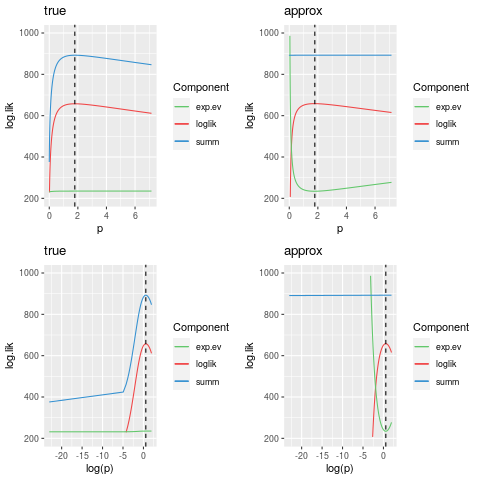 true
log.lik
1000
800
600
400
200
0
2
4
6
p
Component
exp.ev
loglik
summ
approx
log.lik
1000
800
600
400
200
0
2
4
6
p
Component
exp.ev
loglik
summ
true
log.lik
1000
800
600
400
200
-20
-15
-10
-5
0
log(p)
Component
exp.ev
loglik
summ
approx
log.lik
1000
800
600
400
200
-20
-15
-10
-5
0
log(p)
Component
exp.ev
loglik
summ